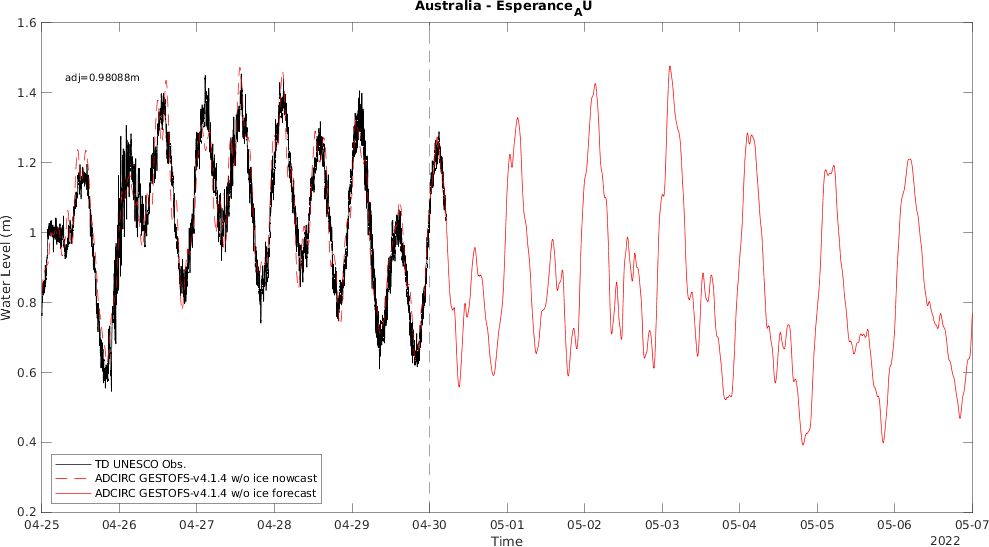 Australia - Esperance_AU
adj=0.98088m
Water Level (m)
1.6
1.4
1.2
1
0.8
0.6
0.4
0.2
TD UNESCO Obs.
ADCIRC GESTOFS-v4.1.4 w/o ice nowcast
ADCIRC GESTOFS-v4.1.4 w/o ice forecast
04-25 04-26 04-27 04-28 04-29 04-30 05-01 05-02 05-03 05-04 05-05 05-06 05-07
Time
2022